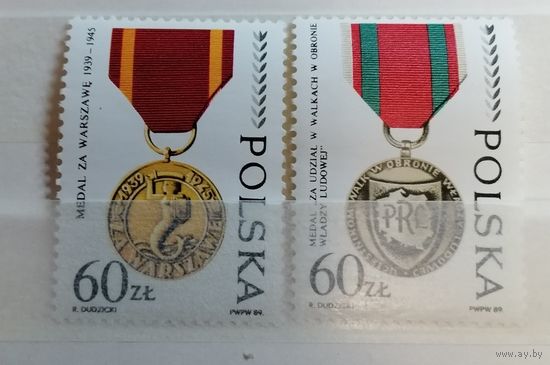 MEDAL ZA WARSZAWĘ 1939-1945
1939 1945
ZA WARSZAWĘ
POLSKA
60 ZŁ
R. DUDZICKI
PWPW 89.
MEDAL „ZA UDZIAŁ W WALKACH W OBRONIE
WŁADZY LUDOWEJ"
WALK W OBRONIE
PRL
POLSKA
60 ZŁ
R. DUDZICKI
PWPW 89.
www.ay.by